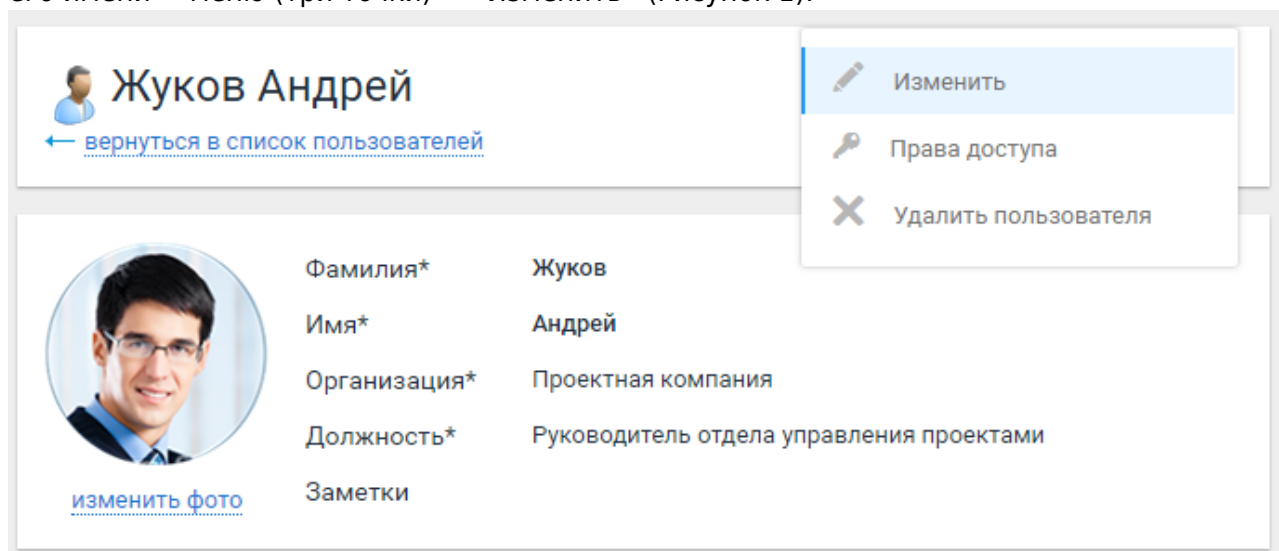 Жуков Андрей
← вернуться в список пользователей
Изменить
Права доступа
Удалить пользователя
Фамилия* Жуков
Имя* Андрей
Организация* Проектная компания
Должность* Руководитель отдела управления проектами
Заметки
изменить фото